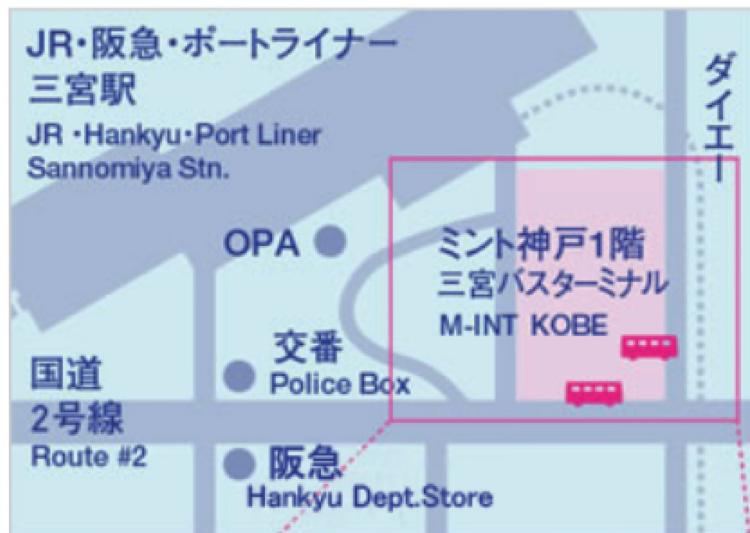 JR・阪急・ポートライナー
三宮駅
JR・Hankyu・Port Liner
Sannomiya Stn.
ダイエー
OPA
ミント神戸1階
三宮バスターミナル
M-INT KOBE
交番
Police Box
国道
2号線
Route #2
阪急
Hankyu Dept.Store